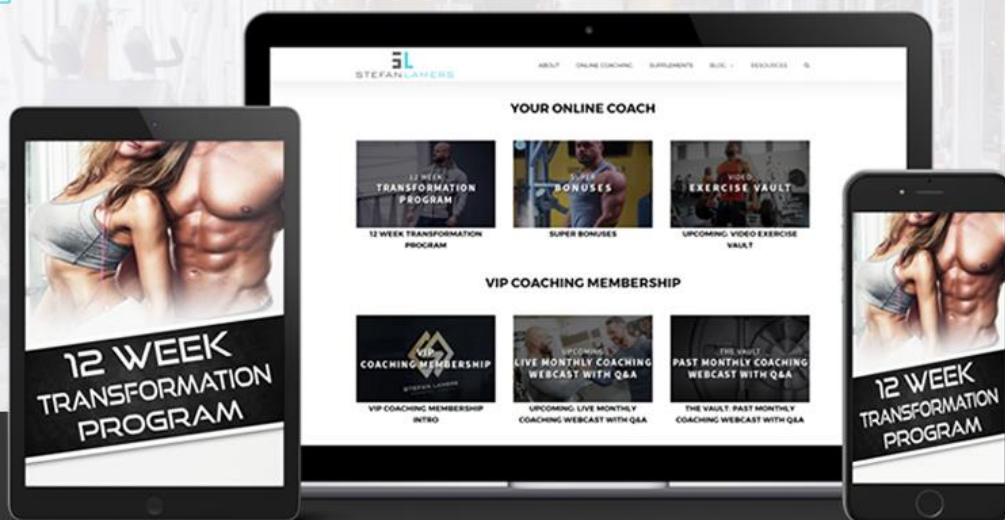 12 WEEK
TRANSFORMATION
PROGRAM
SL
STEFAN LAMERS
ABOUT ONLINE COACHING SUPPLEMENTS BLOG RESOURCES
YOUR ONLINE COACH
12 WEEK
TRANSFORMATION
PROGRAM
12 WEEK TRANSFORMATION
PROGRAM
SUPER
BONUSES
SUPER BONUSES
VIDEO
EXERCISE VAULT
UPCOMING: VIDEO EXERCISE
VAULT
VIP COACHING MEMBERSHIP
VIP
COACHING MEMBERSHIP
STEFAN LAMERS
VIP COACHING MEMBERSHIP
INTRO
UPCOMING
LIVE MONTHLY COACHING
WEBCAST WITH Q&A
UPCOMING: LIVE MONTHLY
COACHING WEBCAST WITH Q&A
THE VAULT
PAST MONTHLY COACHING
WEBCAST WITH Q&A
THE VAULT: PAST MONTHLY
COACHING WEBCAST WITH Q&A
12 WEEK
TRANSFORMATION
PROGRAM